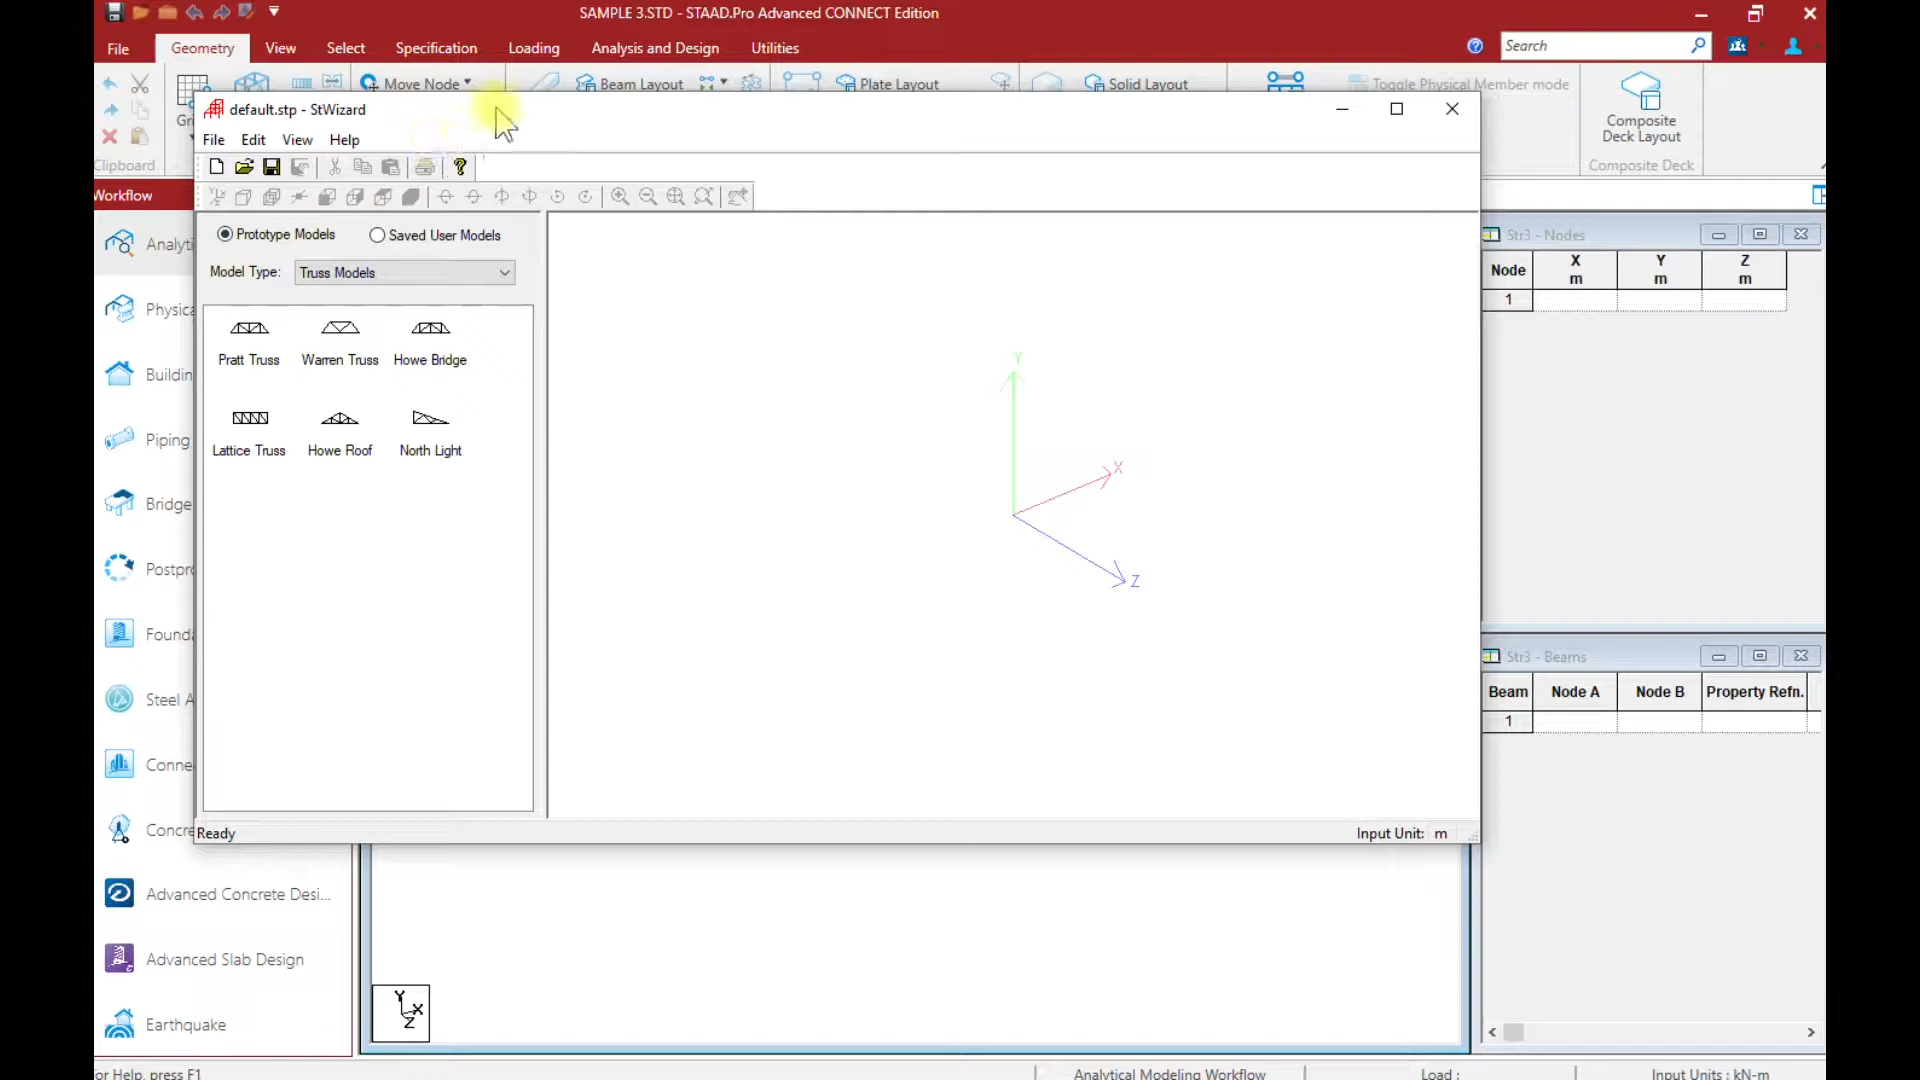 SAMPLE 3.STD - STAAD.Pro Advanced CONNECT Edition
File Geometry View Select Specification Loading Analysis and Design Utilities Search
Move Node Beam Layout Plate Layout Solid Layout Toggle Physical Member mode
Composite
Deck Layout
Clipboard Composite Deck
default.stp - StWizard
File Edit View Help
Workflow
Prototype Models Saved User Models
Model Type: Truss Models
Pratt Truss Warren Truss Howe Bridge
Lattice Truss Howe Roof North Light
Y
X
Z
Ready Input Unit: m
Piping
Advanced Concrete Desi...
Advanced Slab Design
Earthquake
Y
X
Z
Str3 - Nodes
Node X Y Z
m m m
1
Str3 - Beams
Beam Node A Node B Property Refn.
1
or Help, press F1 Analytical Modeling Workflow Load : Input Units : kN-m